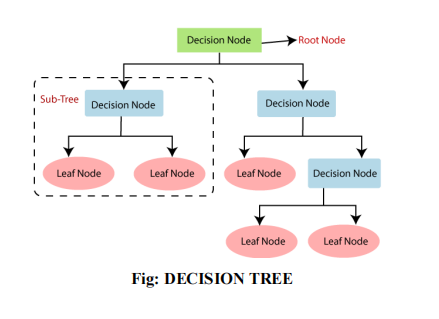 Decision Node
Root Node
Sub-Tree
Decision Node
Decision Node
Leaf Node
Leaf Node
Leaf Node
Decision Node
Leaf Node
Leaf Node
Fig: DECISION TREE